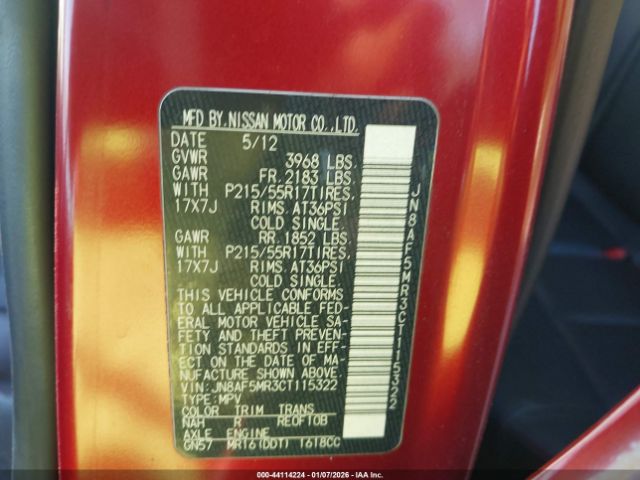 MFD BY.NISSAN MOTOR CO.,LTD.
DATE 5/12
GVWR 3968 LBS.
GAWR FR. 2183 LBS.
WITH P215/55R17TIRES,
17X7J RIMS, AT36PSI
COLD SINGLE.
GAWR RR. 1852 LBS.
WITH P215/55R17TIRES,
17X7J RIMS, AT36PSI
COLD SINGLE.
THIS VEHICLE CONFORMS
TO ALL APPLICABLE FED-
ERAL MOTOR VEHICLE SA-
FETY AND THEFT PREVEN-
TION STANDARDS IN EFF-
ECT ON THE DATE OF MA-
NUFACTURE SHOWN ABOVE.
VIN: JN8AF5MR3CT115322
TYPE: MPV
COLOR TRIM TRANS
NAH R RE0F10B
AXLE ENGINE
GN57 MR16(DDT) 1618CC
JN8AF5MR3CT115322
000-44114224 - 01/07/2026 - IAAI.com